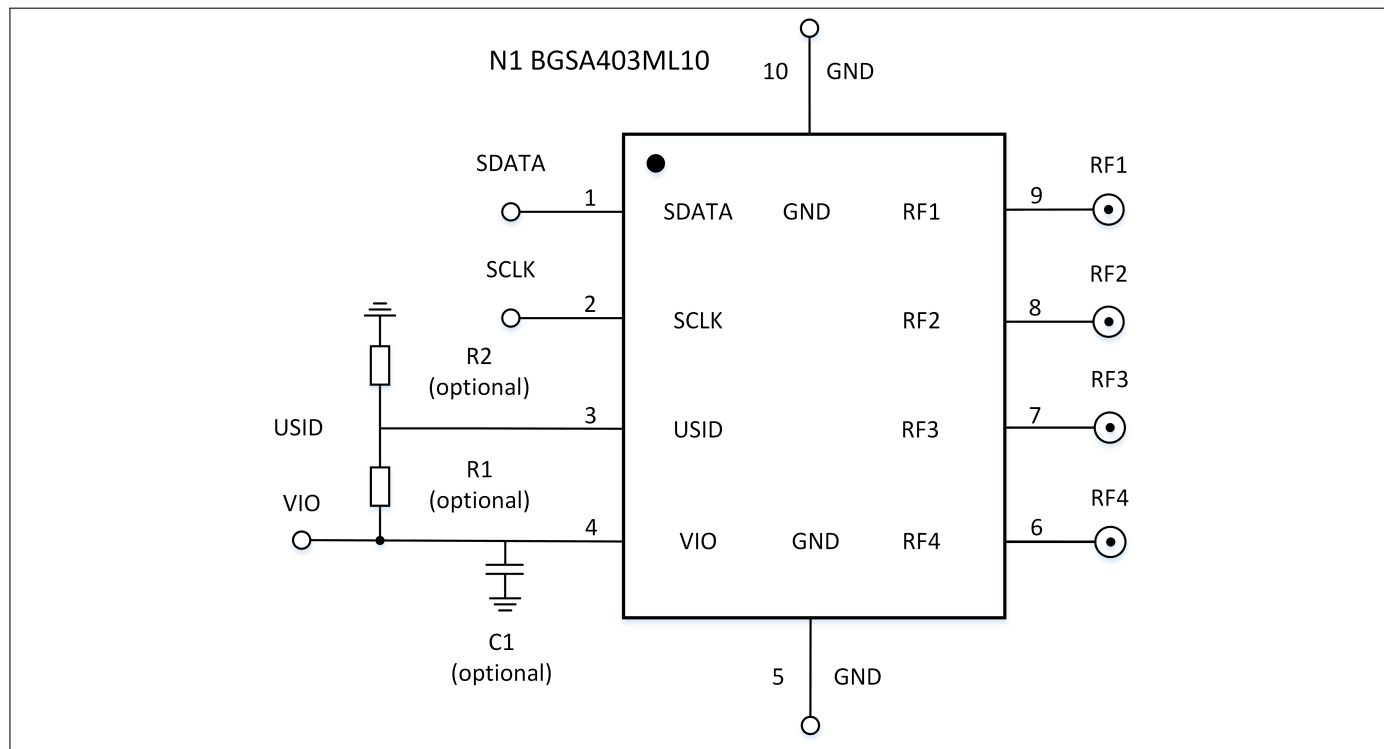 N1 BGSA403ML10
10 GND
SDATA
1
SDATA GND RF1
9
RF1
SCLK
2
SCLK
RF2
8
RF2
R2
(optional)
USID
3
USID
RF3
7
RF3
R1
(optional)
VIO
4
VIO GND RF4
6
RF4
C1
(optional)
5 GND